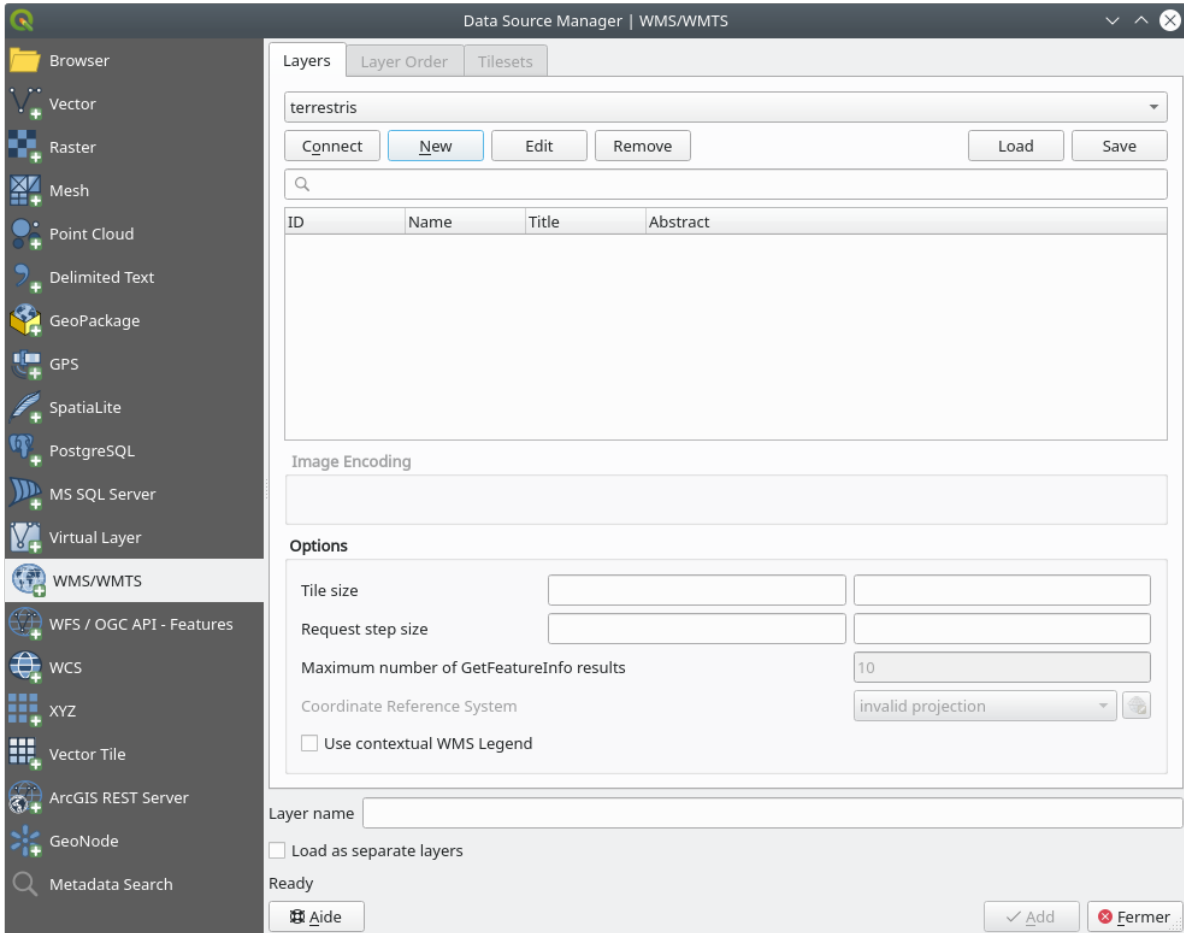 Data Source Manager | WMS/WMTS
Browser
Vector
Raster
Mesh
Point Cloud
Delimited Text
GeoPackage
GPS
SpatiaLite
PostgreSQL
MS SQL Server
Virtual Layer
WMS/WMTS
WFS / OGC API - Features
WCS
XYZ
Vector Tile
ArcGIS REST Server
GeoNode
Metadata Search
Layers Layer Order Tilesets
terrestris
Connect New Edit Remove Load Save
ID Name Title Abstract
Image Encoding
Options
Tile size
Request step size
Maximum number of GetFeatureInfo results 10
Coordinate Reference System invalid projection
Use contextual WMS Legend
Layer name
Load as separate layers
Ready
Aide Add Fermer